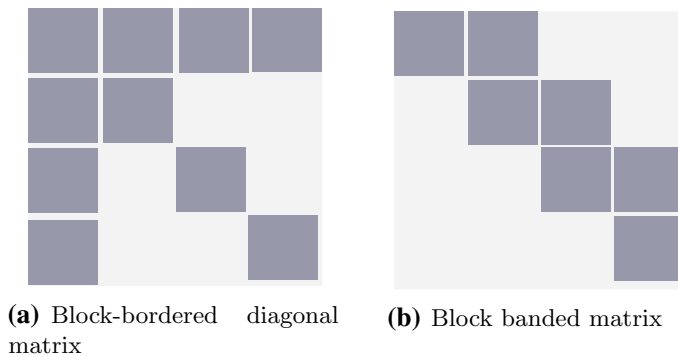 (a) Block-bordered diagonal
matrix
(b) Block banded matrix